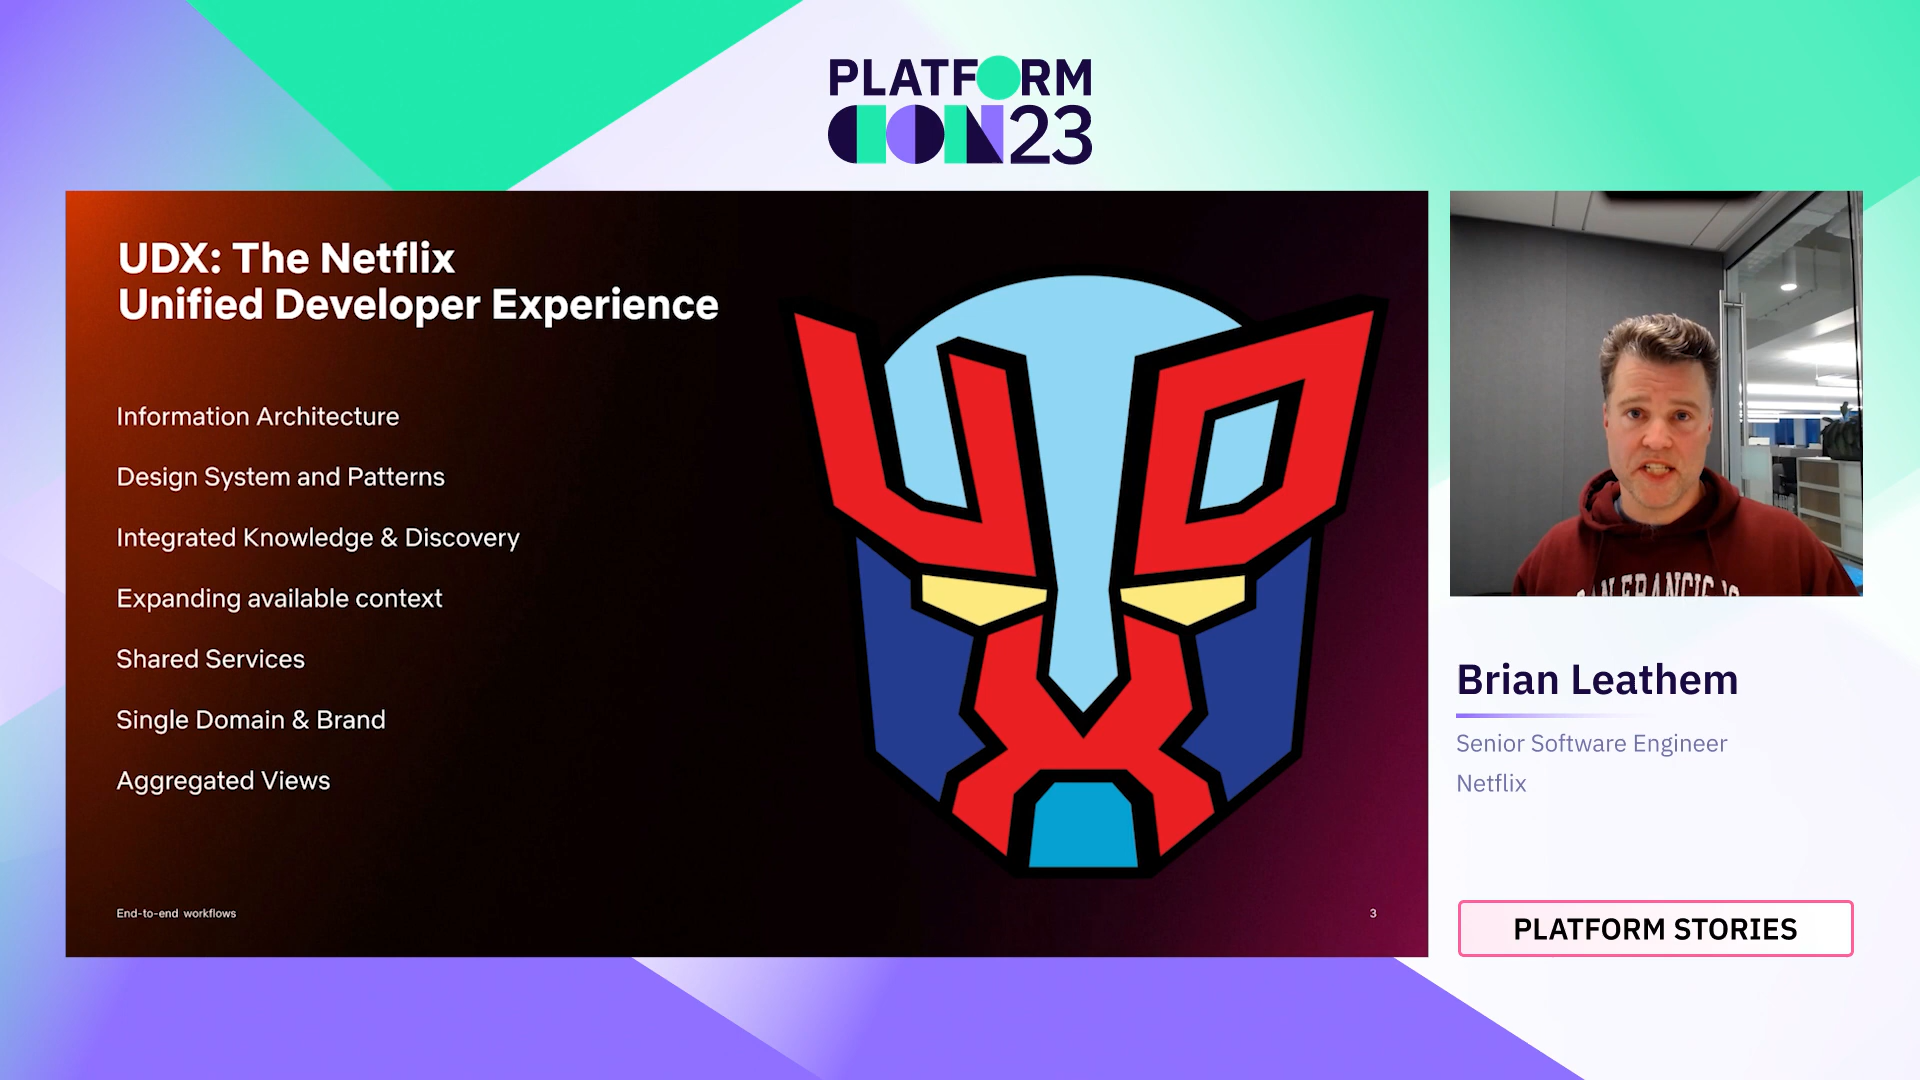 PLATFORM
CON23
UDX: The Netflix
Unified Developer Experience
Information Architecture
Design System and Patterns
Integrated Knowledge & Discovery
Expanding available context
Shared Services
Single Domain & Brand
Aggregated Views
End-to-end workflows
3
Brian Leathem
Senior Software Engineer
Netflix
PLATFORM STORIES